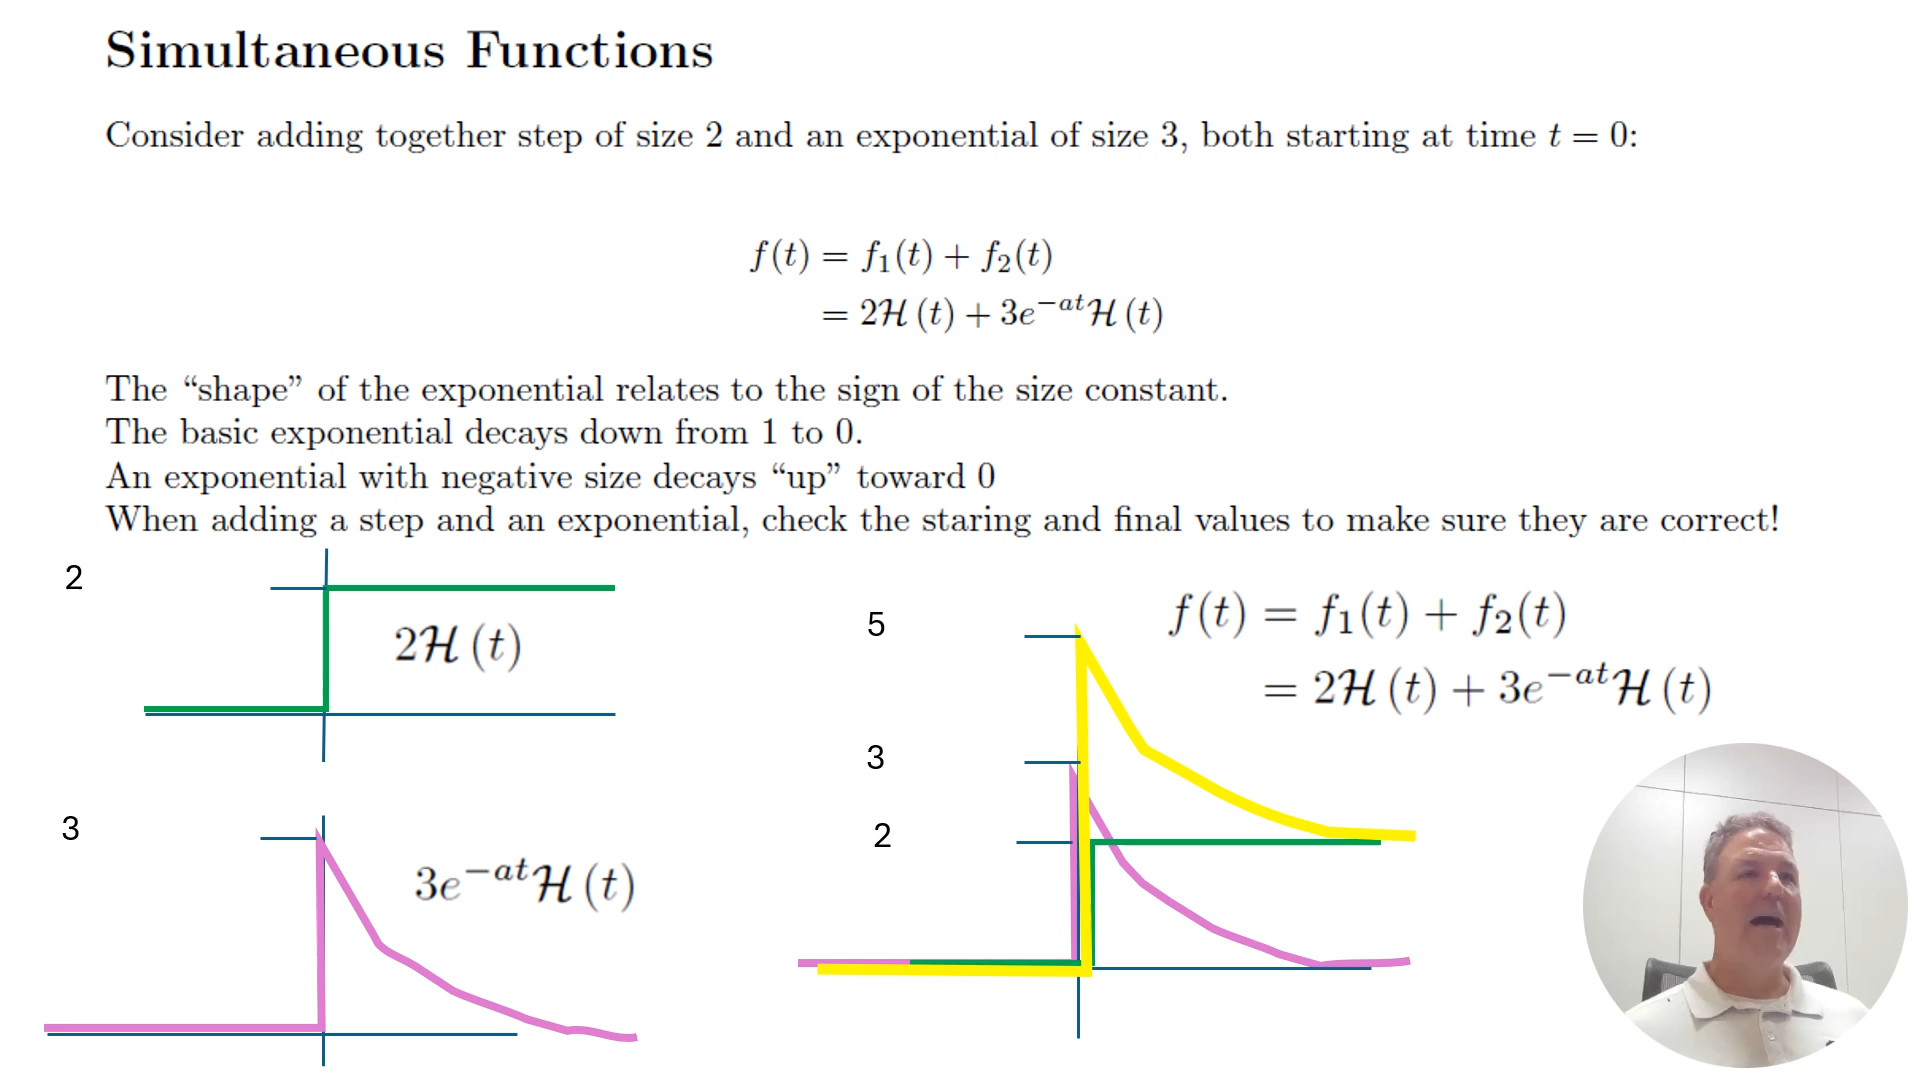 Simultaneous Functions
Consider adding together step of size 2 and an exponential of size 3, both starting at time t = 0:
f(t) = f₁(t) + f₂(t)
= 2ℋ (t) + 3e⁻ᵃᵗℋ (t)
The “shape” of the exponential relates to the sign of the size constant.
The basic exponential decays down from 1 to 0.
An exponential with negative size decays “up” toward 0
When adding a step and an exponential, check the staring and final values to make sure they are correct!
2
2ℋ (t)
3
3e⁻ᵃᵗℋ (t)
5
3
2
f(t) = f₁(t) + f₂(t)
= 2ℋ (t) + 3e⁻ᵃᵗℋ (t)